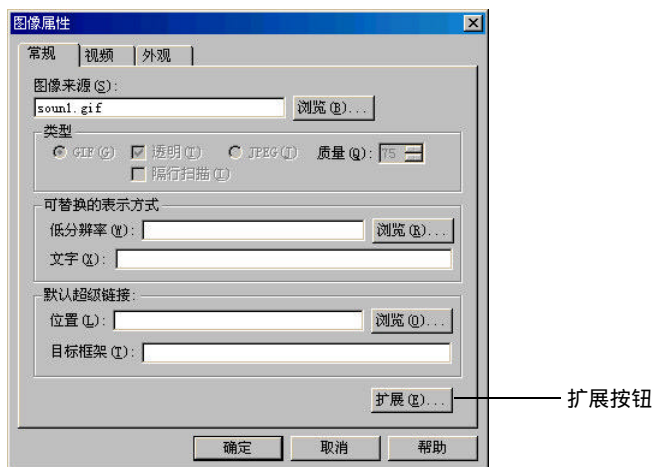 图像属性
常规 视频 外观
图像来源(S):
soun1.gif 浏览(B)...
类型
GIF(G) 透明(T) JPEG(J) 质量(Q): 75
隔行扫描(I)
可替换的表示方式
低分辨率(W): 浏览(R)...
文字(X):
默认超级链接:
位置(L): 浏览(O)...
目标框架(T):
扩展(E)... 扩展按钮
确定 取消 帮助